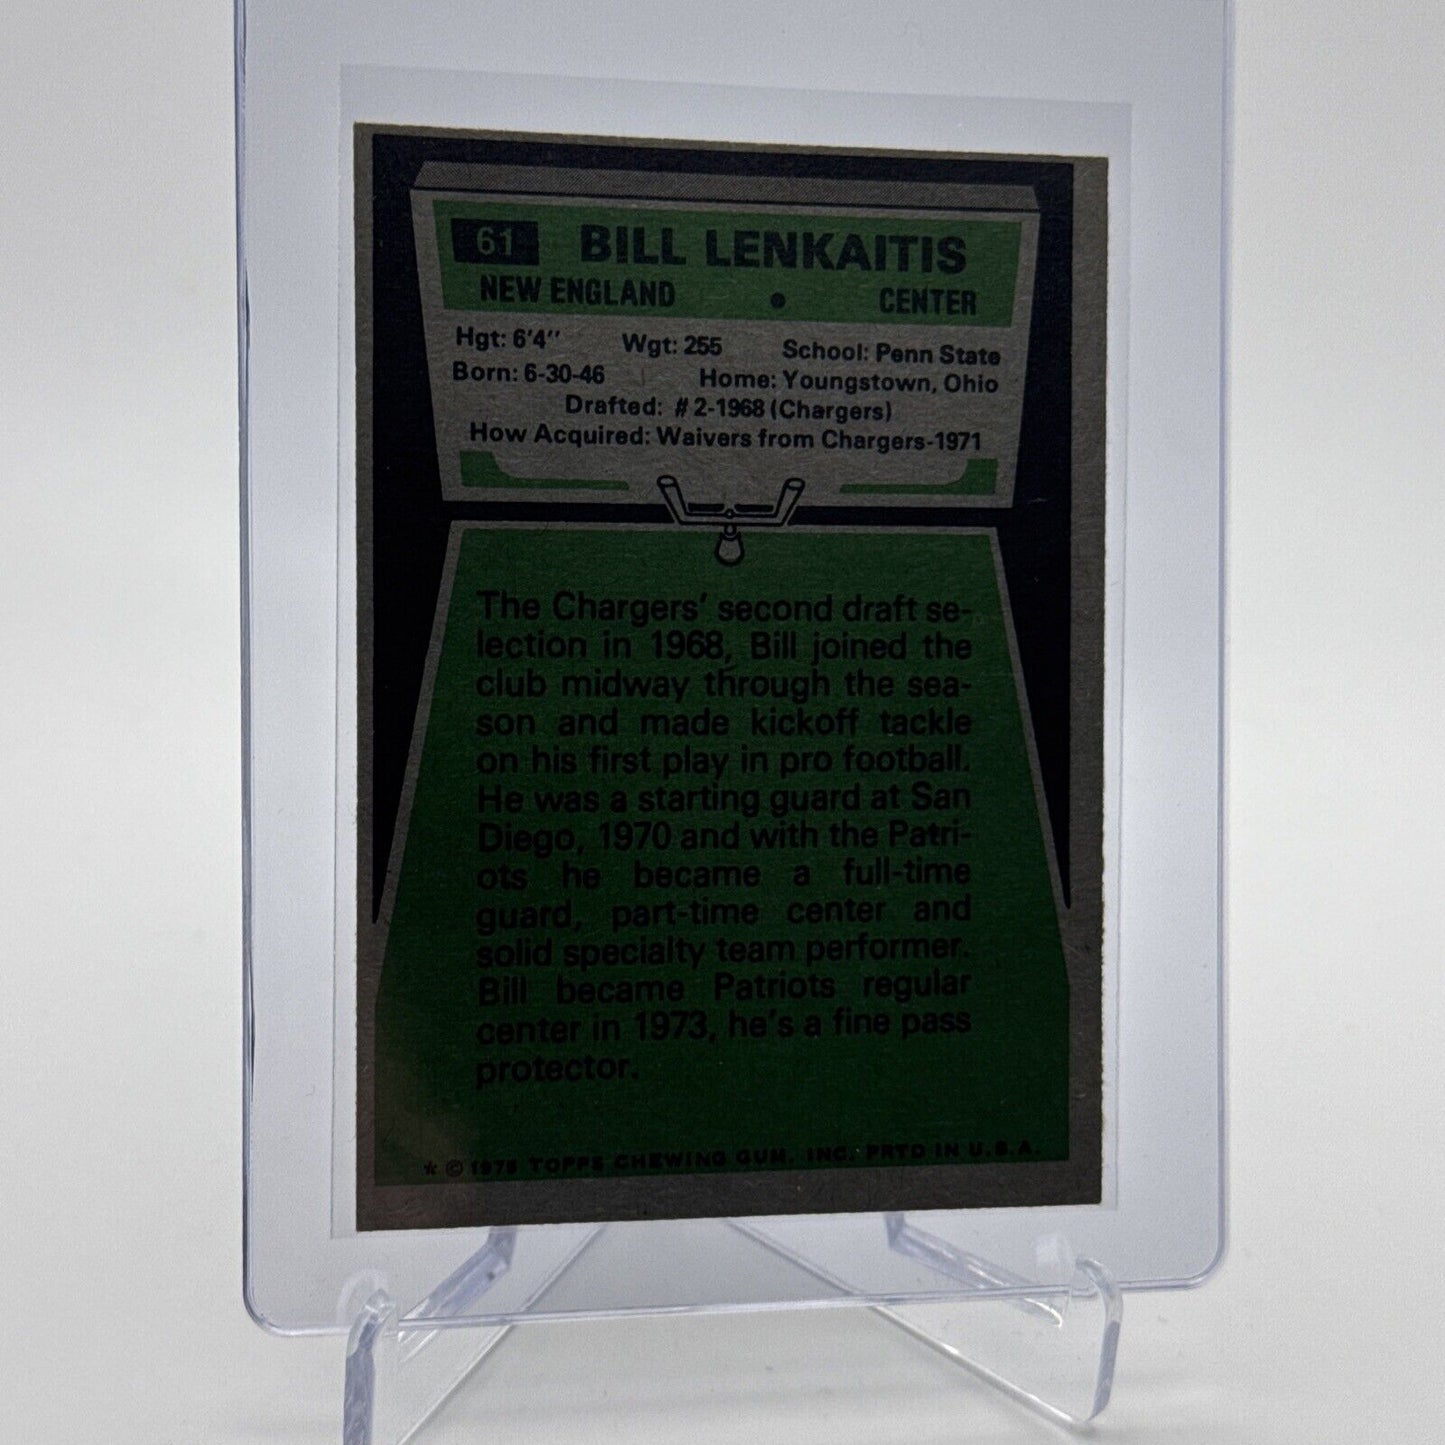 61 BILL LENKAITIS
NEW ENGLAND • CENTER
Hgt: 6'4'' Wgt: 255 School: Penn State
Born: 6-30-46 Home: Youngstown, Ohio
Drafted: #2-1968 (Chargers)
How Acquired: Waivers from Chargers-1971
The Chargers' second draft se-
lection in 1968, Bill joined the
club midway through the sea-
son and made kickoff tackle
on his first play in pro football.
He was a starting guard at San
Diego, 1970 and with the Patri-
ots he became a full-time
guard, part-time center and
solid specialty team performer.
Bill became Patriots regular
center in 1973, he's a fine pass
protector.
* © 1975 TOPPS CHEWING GUM, INC. PRTD IN U.S.A.